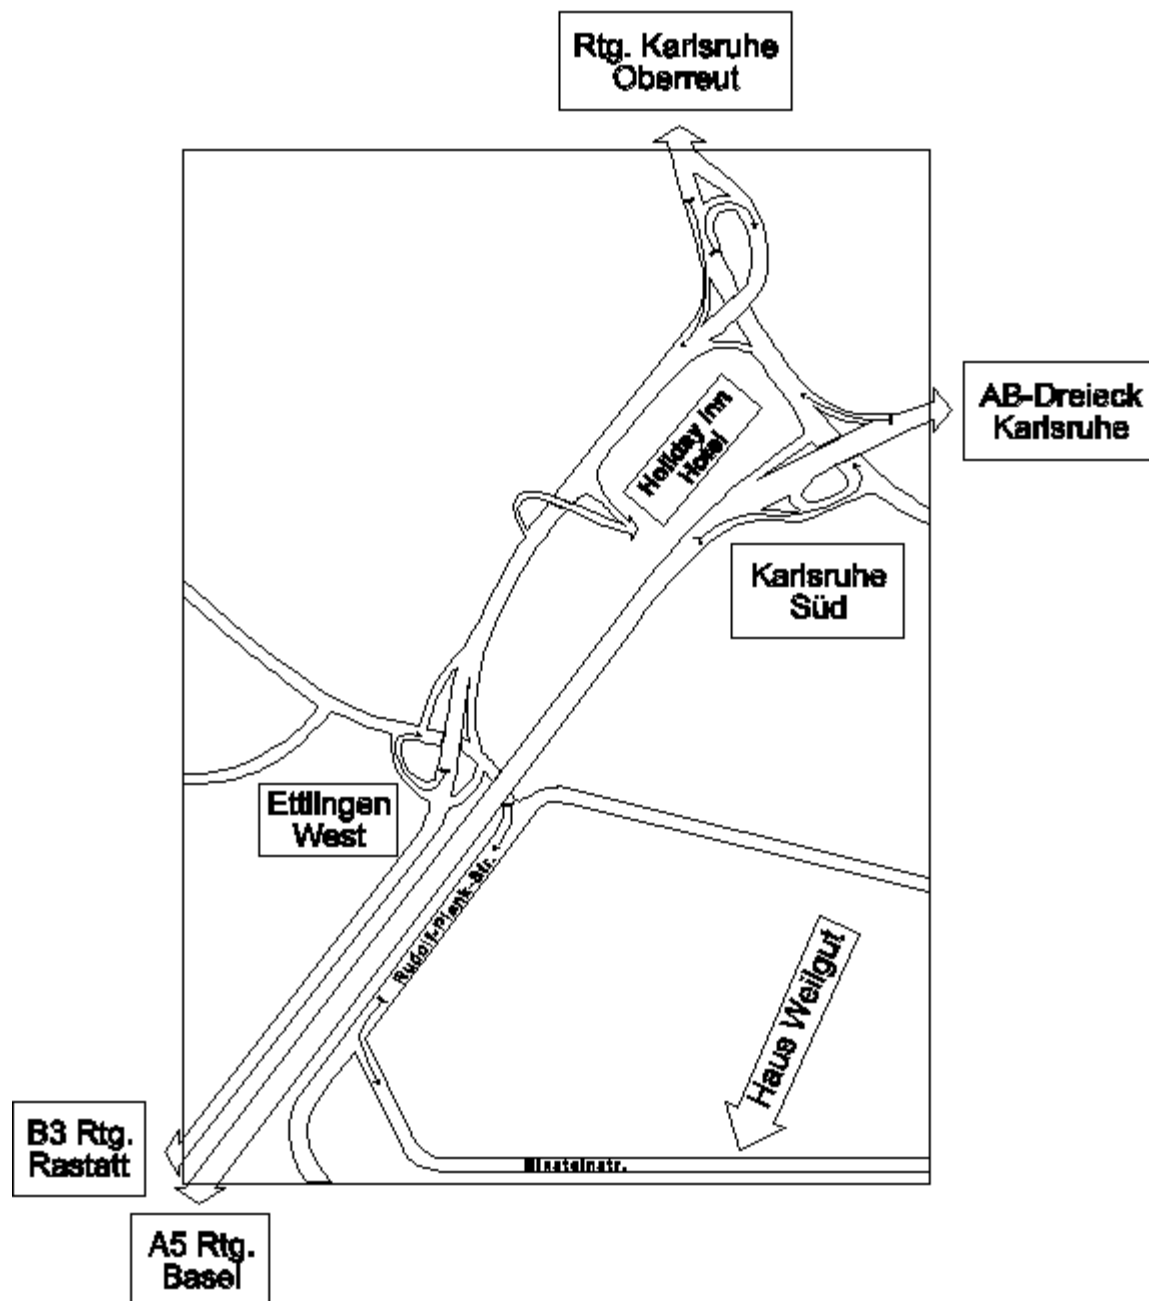 Rtg. Karlsruhe
Oberreut
AB-Dreieck
Karlsruhe
Holiday Inn
Hotel
Karlsruhe
Süd
Ettlingen
West
Rudolf-Plank-Str.
Haus Weilgut
B3 Rtg.
Rastatt
Einsteinstr.
A5 Rtg.
Basel